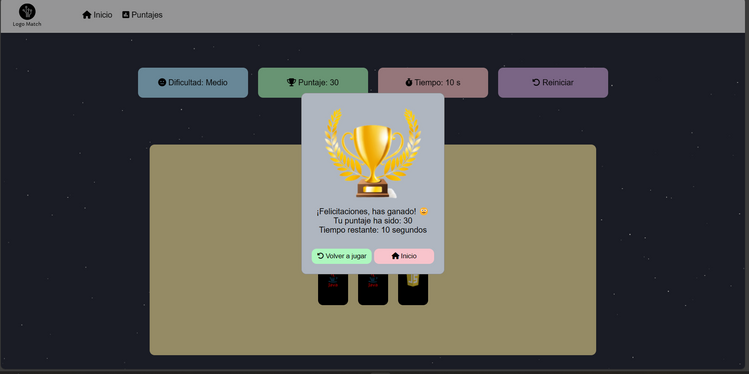 Logo Match
Inicio
Puntajes
Dificultad: Medio
Puntaje: 30
Tiempo: 10 s
Reiniciar
¡Felicitaciones, has ganado! 😄
Tu puntaje ha sido: 30
Tiempo restante: 10 segundos
Volver a jugar
Inicio